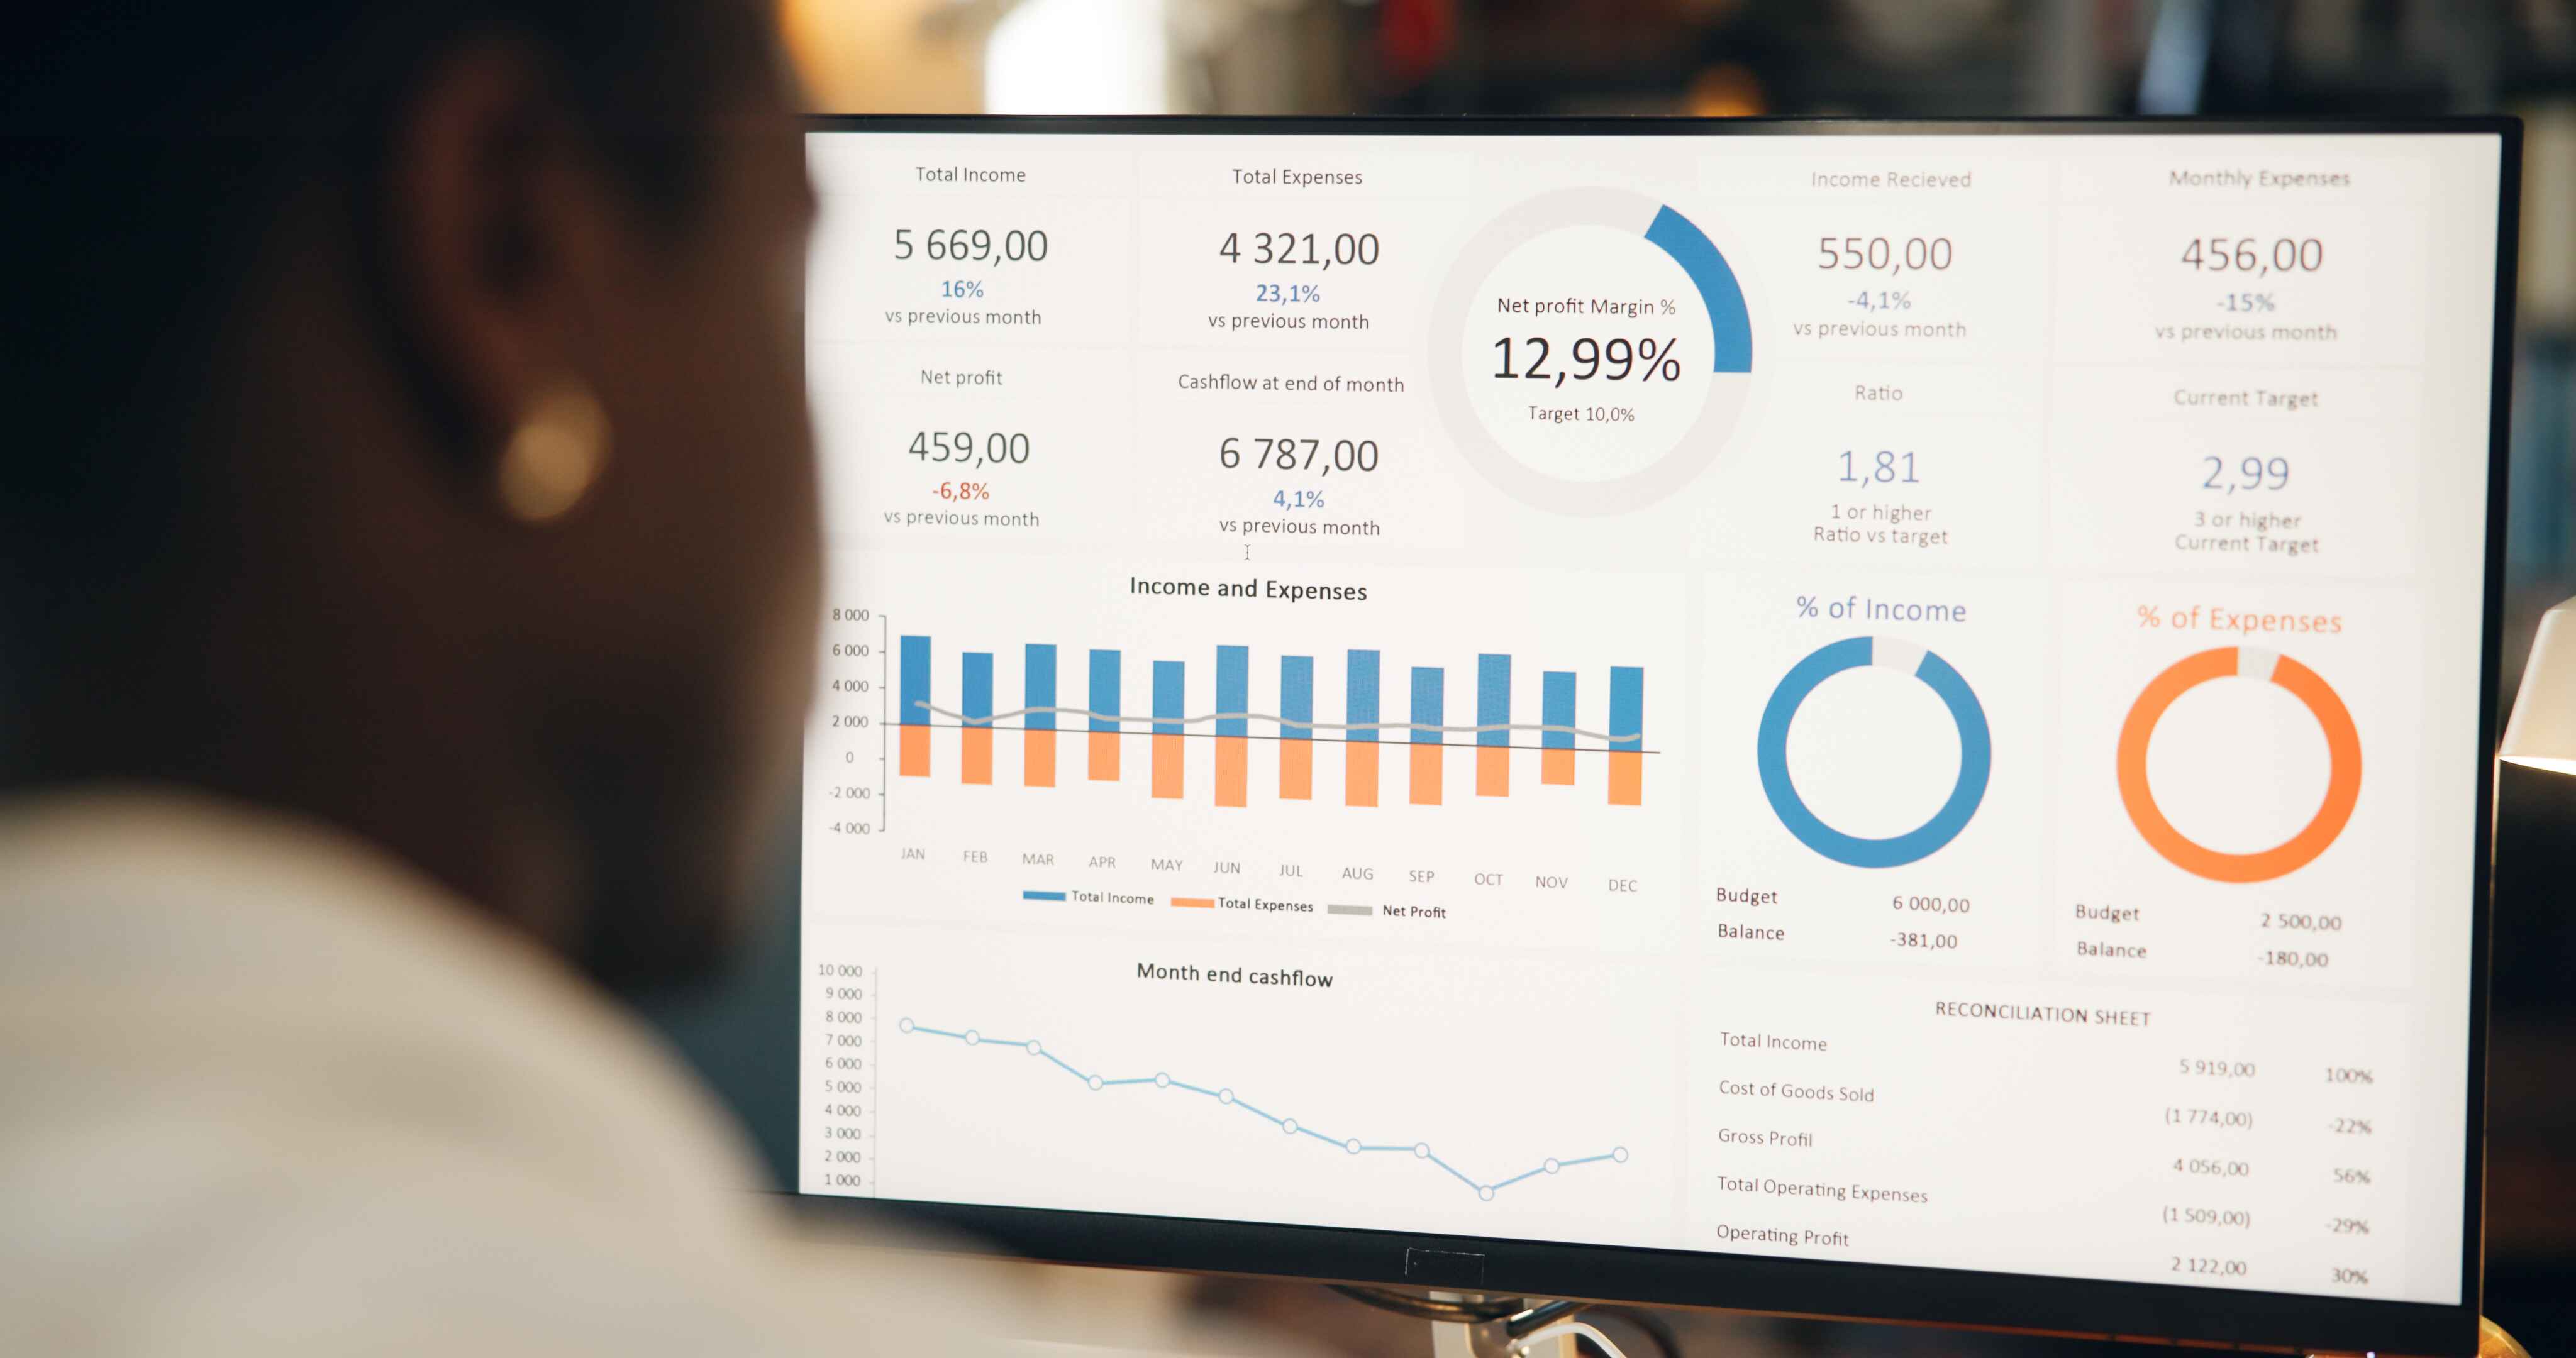 Total Income
5 669,00
16%
vs previous month
Total Expenses
4 321,00
23,1%
vs previous month
Net profit
459,00
-6,8%
vs previous month
Cashflow at end of month
6 787,00
4,1%
vs previous month
Net profit Margin %
12,99%
Target 10,0%
Income Recieved
550,00
-4,1%
vs previous month
Monthly Expenses
456,00
-15%
vs previous month
Ratio
1,81
1 or higher
Ratio vs target
Current Target
2,99
3 or higher
Current Target
Income and Expenses
8 000
6 000
4 000
2 000
0
-2 000
-4 000
JAN FEB MAR APR MAY JUN JUL AUG SEP OCT NOV DEC
Total Income Total Expenses Net Profit
% of Income
Budget 6 000,00
Balance -381,00
% of Expenses
Budget 2 500,00
Balance -180,00
Month end cashflow
10 000
9 000
8 000
7 000
6 000
5 000
4 000
3 000
2 000
1 000
RECONCILIATION SHEET
Total Income 5 919,00 100%
Cost of Goods Sold (1 774,00) -22%
Gross Profil 4 056,00 56%
Total Operating Expenses (1 509,00) -29%
Operating Profit 2 122,00 30%